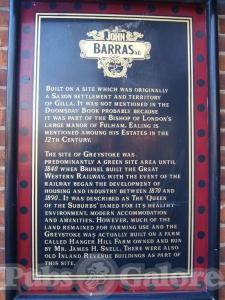 JOHN
BARRAS
BUILT ON A SITE WHICH WAS ORIGINALLY
A SAXON SETTLEMENT AND TERRITORY
OF GILLA. IT WAS NOT MENTIONED IN THE
DOOMSDAY BOOK PROBABLY BECAUSE
IT WAS PART OF THE BISHOP OF LONDON'S
LARGE MANOR OF FULHAM, EALING IS
MENTIONED AMOUNG HIS ESTATES IN THE
12TH CENTURY.
THE SITE OF GREYSTOKE WAS
PREDOMINANTLY A GREEN SITE AREA UNTIL
1840 WHEN BRUNEL BUILT THE GREAT
WESTERN RAILWAY, WITH THE EVENT OF THE
RAILWAY BEGAN THE DEVELOPMENT OF
HOUSING AND INDUSTRY BETWEEN 1870 AND
1890. IT WAS DESCRIBED AS THE 'QUEEN
OF THE SUBURBS' FAMED FOR ITS HEALTHY
ENVIRONMENT, MODERN ACCOMMODATION
AND AMENITIES. HOWEVER, MUCH OF THE
LAND REMAINED FOR FARMING USE AND THE
GREYSTOKE WAS ACTUALLY BUILT ON A FARM
CALLED HANGER HILL FARM OWNED AND RUN
BY MR. JAMES H. SNELL. THERE WERE ALSO
OLD INLAND REVENUE BUILDINGS AS PART OF
THIS SITE.